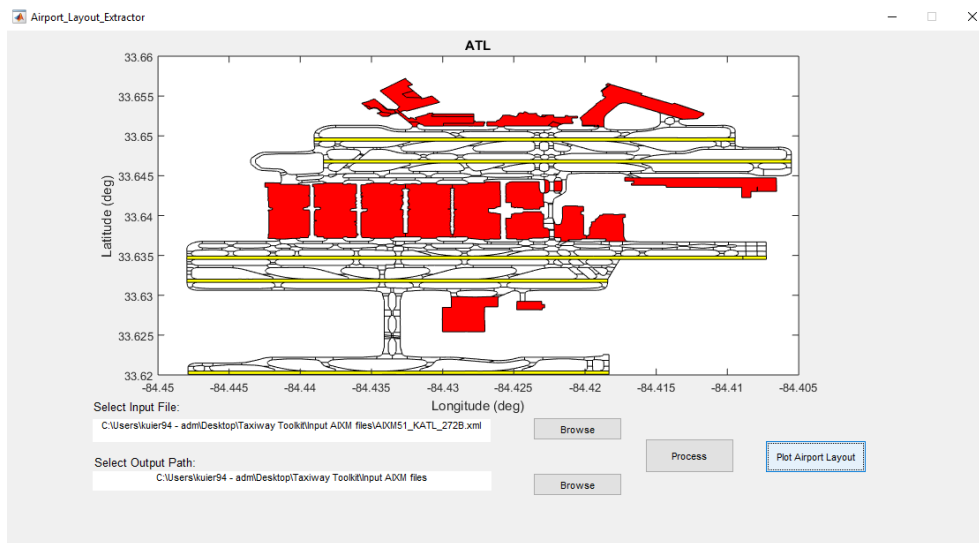 Airport_Layout_Extractor
ATL
33.66
33.655
33.65
33.645
33.64
33.635
33.63
33.625
33.62
Latitude (deg)
-84.45 -84.445 -84.44 -84.435 -84.43 -84.425 -84.42 -84.415 -84.41 -84.405
Longitude (deg)
Select Input File:
C:\Users\kuier94 - adm\Desktop\Taxiway Toolkit\Input AIXM files\AIXM51_KATL_272B.xml
Browse
Process
Plot Airport Layout
Select Output Path:
C:\Users\kuier94 - adm\Desktop\Taxiway Toolkit\Input AIXM files
Browse